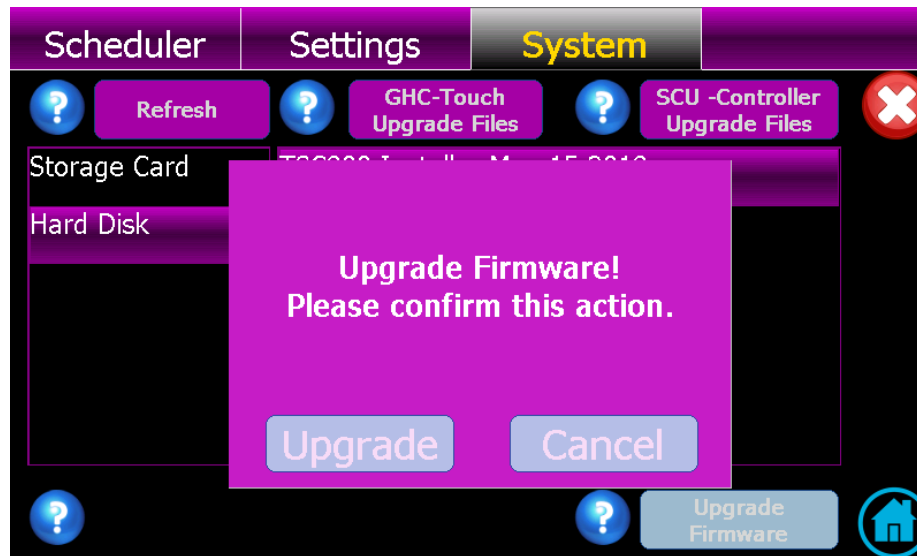 Scheduler Settings System
Refresh
GHC-Touch
Upgrade Files
SCU -Controller
Upgrade Files
Storage Card
Hard Disk
Upgrade Firmware!
Please confirm this action.
Upgrade Cancel
Upgrade
Firmware